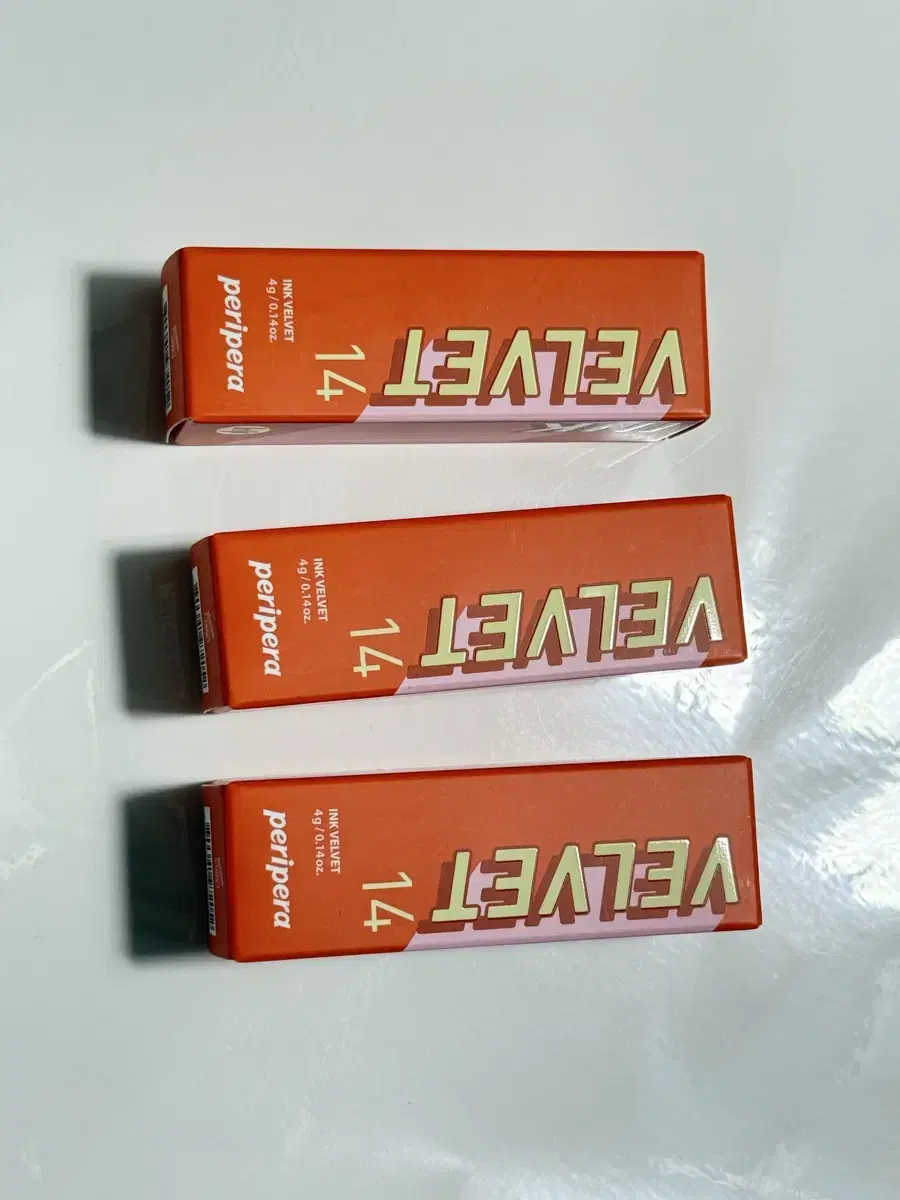 VELVET
14
INK VELVET
4g / 0.14oz.
peripera
INK
VELVET
14
INK VELVET
4g / 0.14oz.
peripera
VELVET
14
INK VELVET
4g / 0.14oz.
peripera